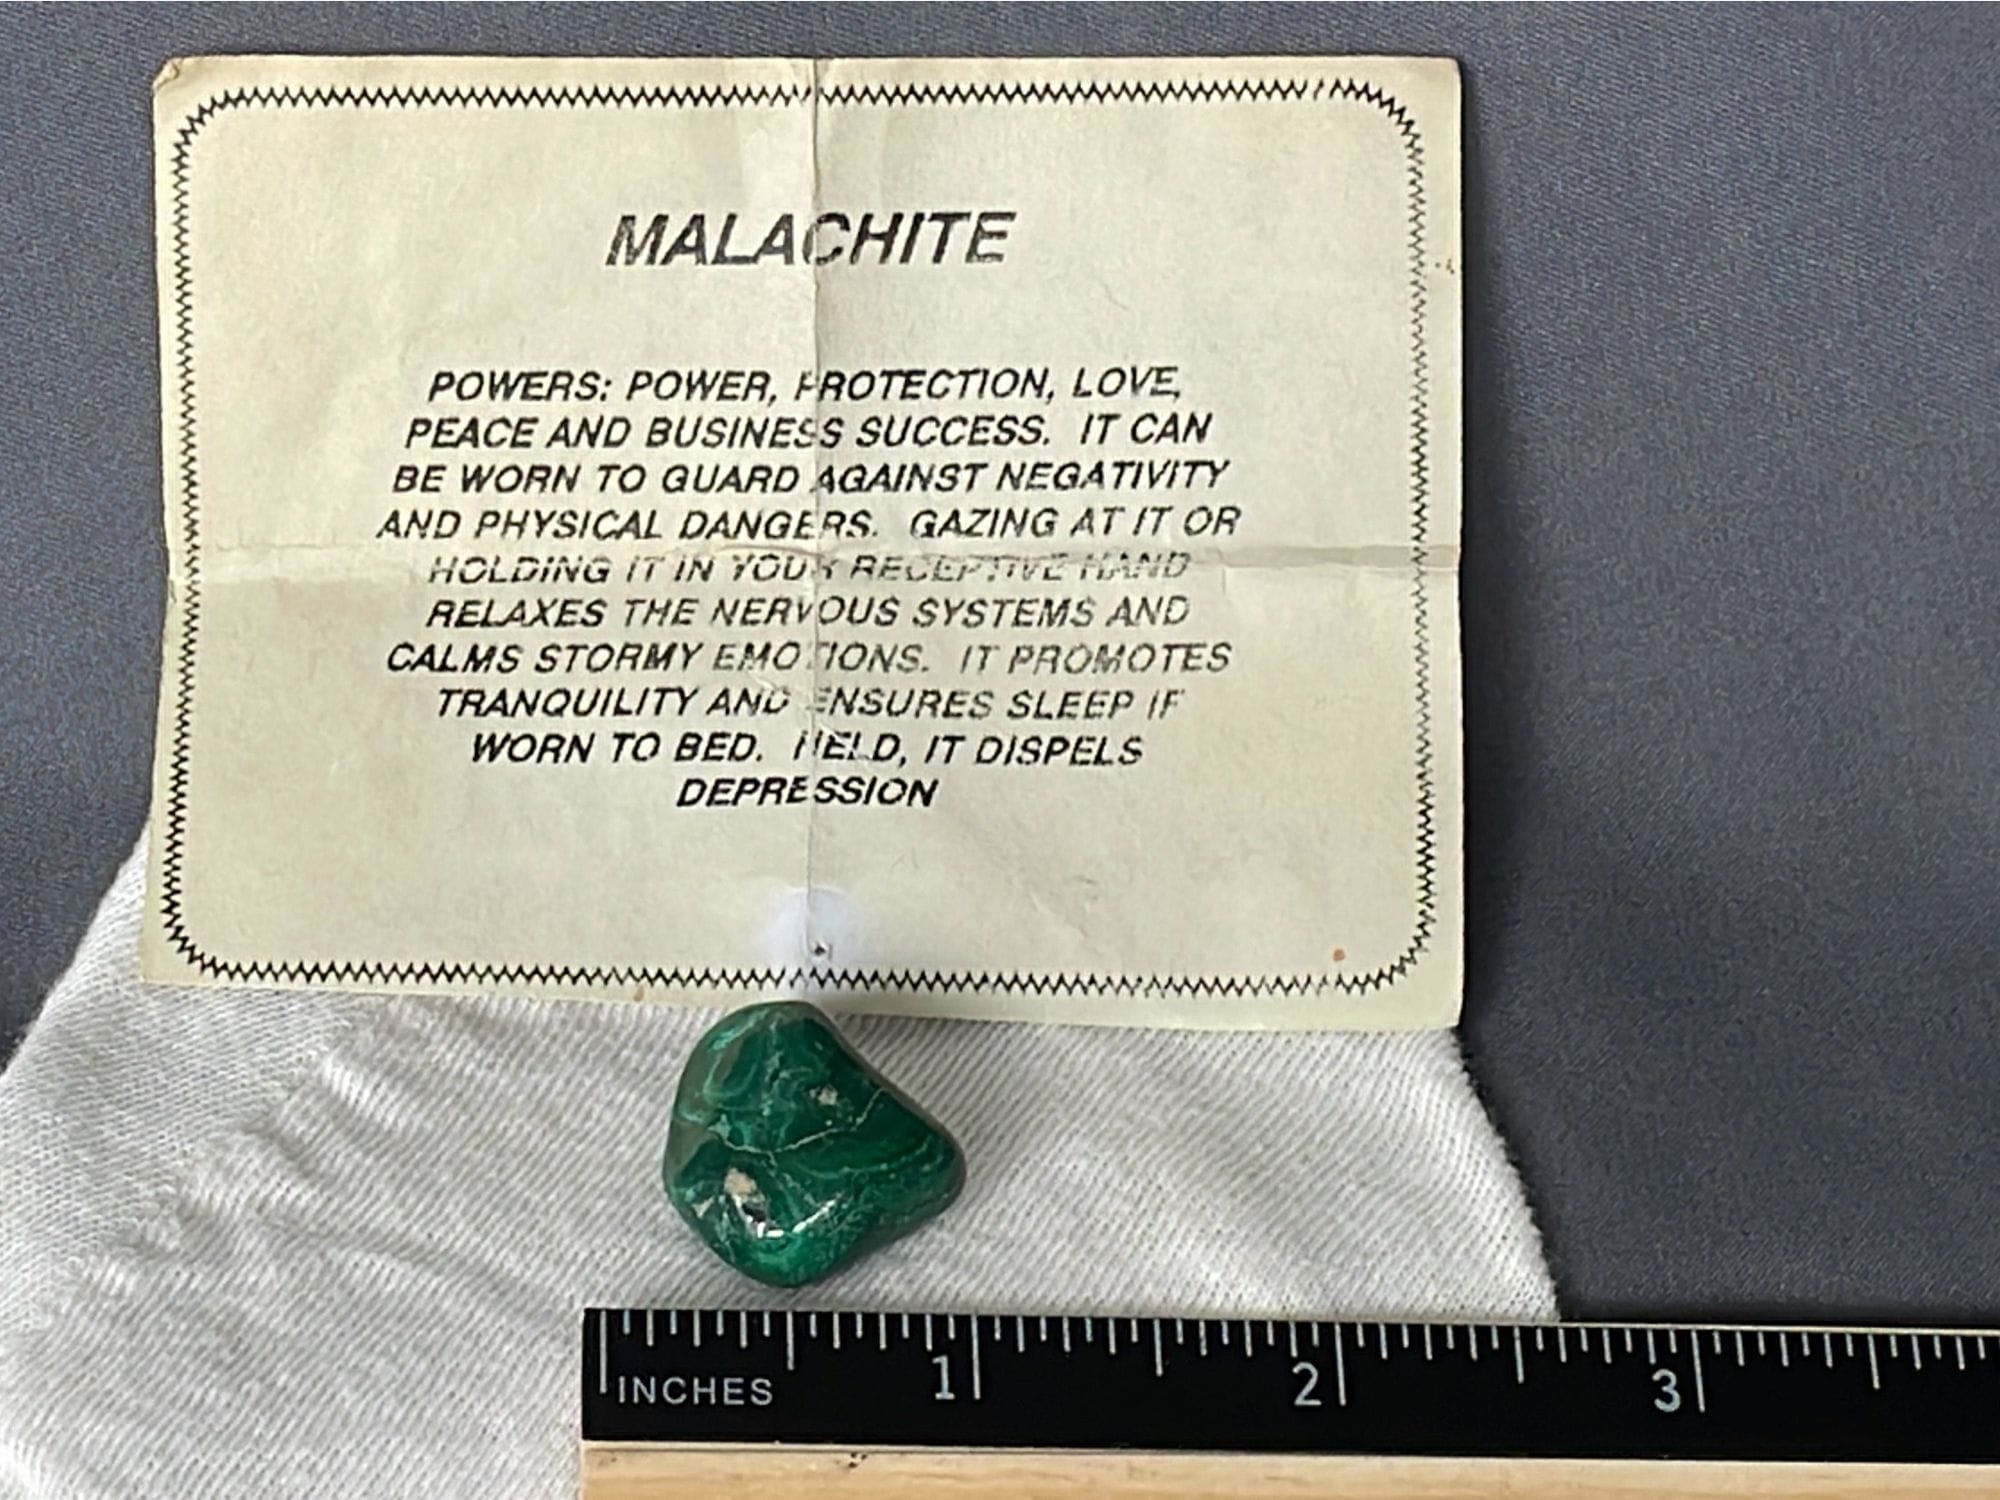 MALACHITE
POWERS: POWER, PROTECTION, LOVE,
PEACE AND BUSINESS SUCCESS. IT CAN
BE WORN TO GUARD AGAINST NEGATIVITY
AND PHYSICAL DANGERS. GAZING AT IT OR
HOLDING IT IN YOUR RECEPTIVE HAND
RELAXES THE NERVOUS SYSTEMS AND
CALMS STORMY EMOTIONS. IT PROMOTES
TRANQUILITY AND ENSURES SLEEP IF
WORN TO BED. HELD, IT DISPELS
DEPRESSION
INCHES 1 2 3